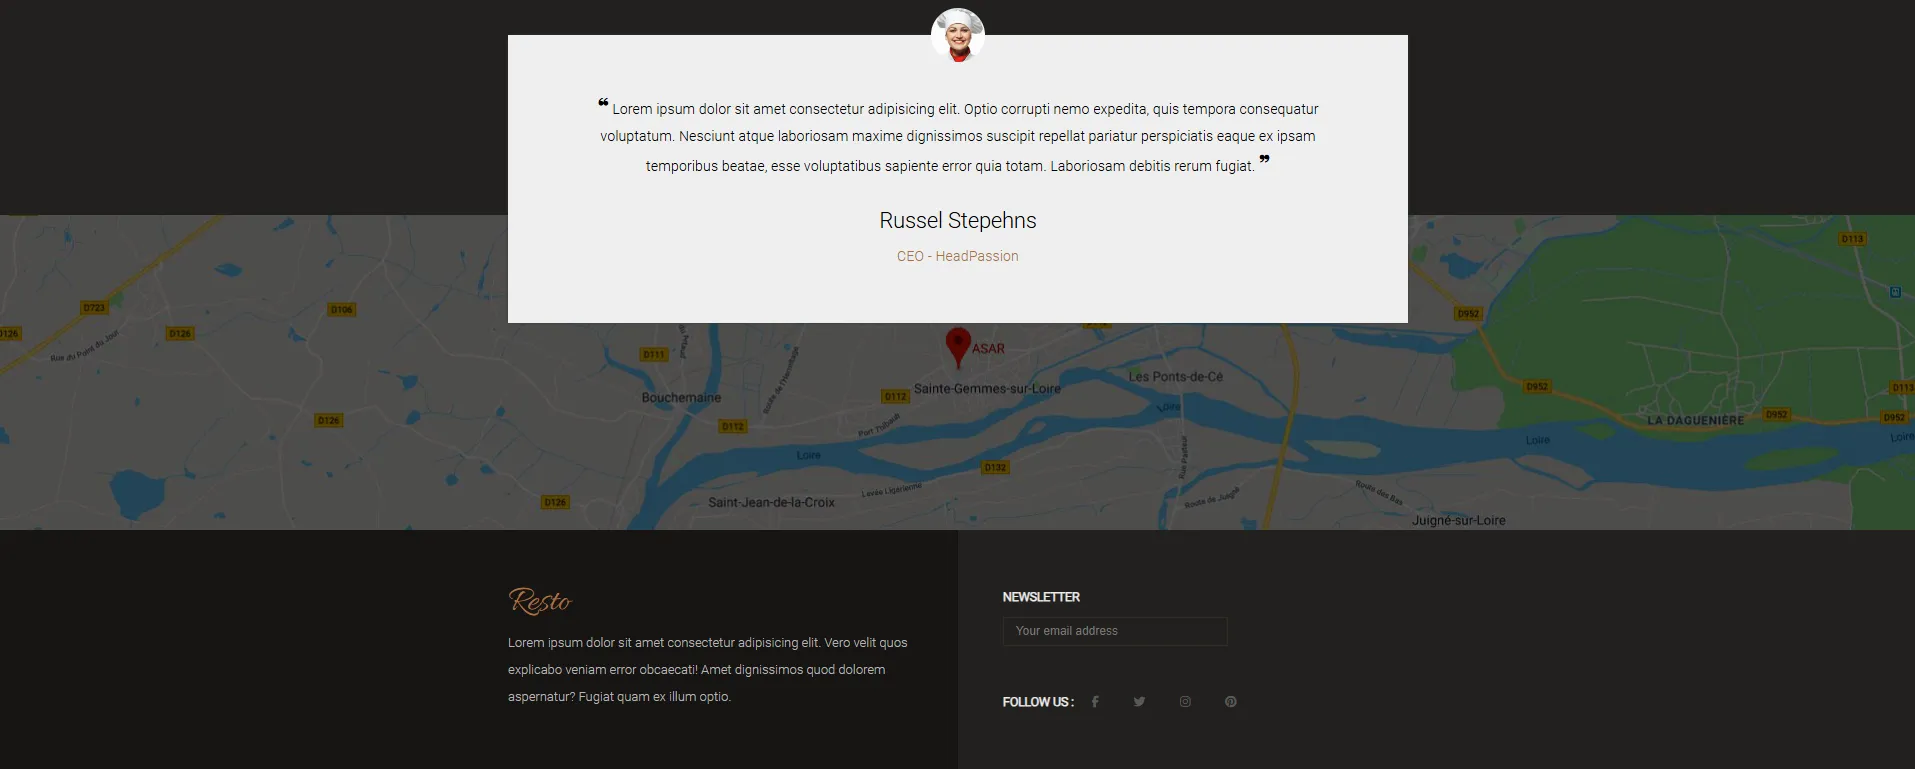 ❝ Lorem ipsum dolor sit amet consectetur adipisicing elit. Optio corrupti nemo expedita, quis tempora consequatur
voluptatum. Nesciunt atque laboriosam maxime dignissimos suscipit repellat pariatur perspiciatis eaque ex ipsam
temporibus beatae, esse voluptatibus sapiente error quia totam. Laboriosam debitis rerum fugiat. ❞
Russel Stepehns
CEO - HeadPassion
D113
D723
D106
D952
D126
D126
Rue du Point du Jour
D111
Rue de l'Hermitage
ASAR
Sainte-Gemmes-sur-Loire
Les Ponts-de-Cé
D952
D113
Bouchemaine
D112
Loire
D126
D112
Port Thibault
LA DAGUENIÈRE
D952
D952
Loire
Loire
Loire
Rue Pasteur
D132
D126
Saint-Jean-de-la-Croix
Levée Ligérienne
Route de Juigné
Route des Bas
Juigné-sur-Loire
Resto
Lorem ipsum dolor sit amet consectetur adipisicing elit. Vero velit quos
explicabo veniam error obcaecati! Amet dignissimos quod dolorem
aspernatur? Fugiat quam ex illum optio.
NEWSLETTER
Your email address
FOLLOW US :